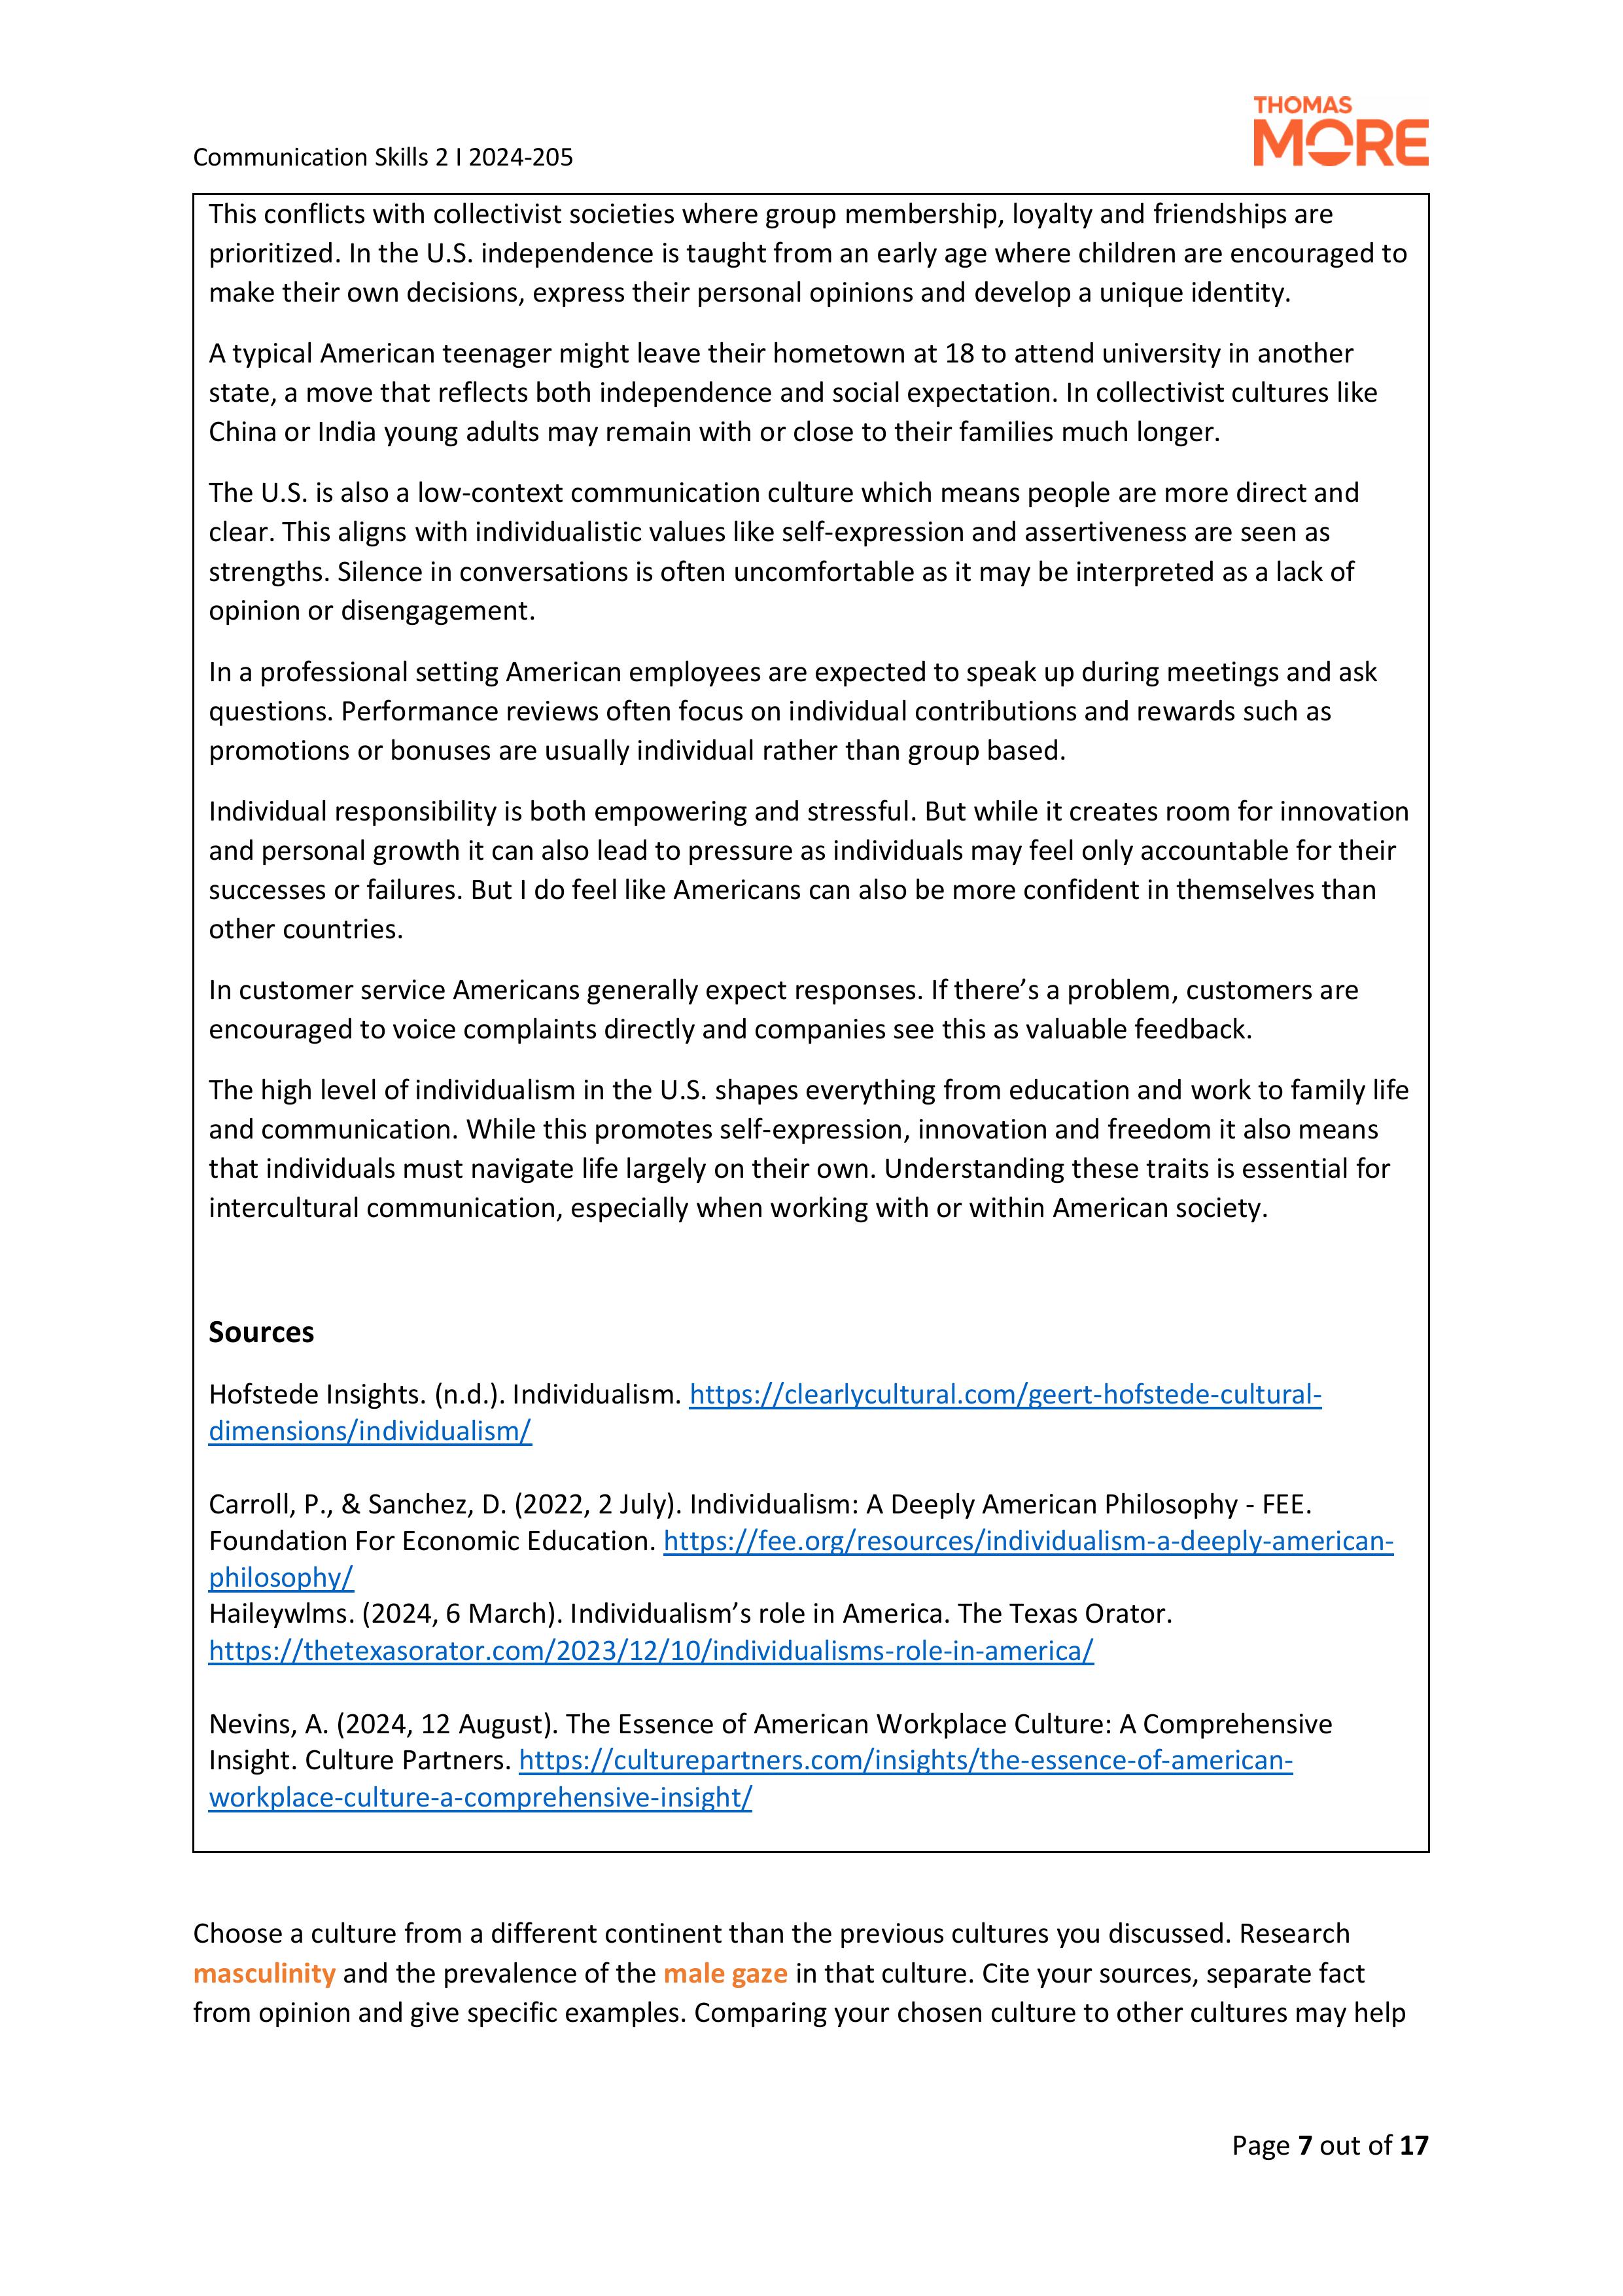 THOMAS
MORE
Communication Skills 2 I 2024-205
This conflicts with collectivist societies where group membership, loyalty and friendships are
prioritized. In the U.S. independence is taught from an early age where children are encouraged to
make their own decisions, express their personal opinions and develop a unique identity.
A typical American teenager might leave their hometown at 18 to attend university in another
state, a move that reflects both independence and social expectation. In collectivist cultures like
China or India young adults may remain with or close to their families much longer.
The U.S. is also a low-context communication culture which means people are more direct and
clear. This aligns with individualistic values like self-expression and assertiveness are seen as
strengths. Silence in conversations is often uncomfortable as it may be interpreted as a lack of
opinion or disengagement.
In a professional setting American employees are expected to speak up during meetings and ask
questions. Performance reviews often focus on individual contributions and rewards such as
promotions or bonuses are usually individual rather than group based.
Individual responsibility is both empowering and stressful. But while it creates room for innovation
and personal growth it can also lead to pressure as individuals may feel only accountable for their
successes or failures. But I do feel like Americans can also be more confident in themselves than
other countries.
In customer service Americans generally expect responses. If there’s a problem, customers are
encouraged to voice complaints directly and companies see this as valuable feedback.
The high level of individualism in the U.S. shapes everything from education and work to family life
and communication. While this promotes self-expression, innovation and freedom it also means
that individuals must navigate life largely on their own. Understanding these traits is essential for
intercultural communication, especially when working with or within American society.
Sources
Hofstede Insights. (n.d.). Individualism. https://clearlycultural.com/geert-hofstede-cultural-
dimensions/individualism/
Carroll, P., & Sanchez, D. (2022, 2 July). Individualism: A Deeply American Philosophy - FEE.
Foundation For Economic Education. https://fee.org/resources/individualism-a-deeply-american-
philosophy/
Haileywlms. (2024, 6 March). Individualism’s role in America. The Texas Orator.
https://thetexasorator.com/2023/12/10/individualisms-role-in-america/
Nevins, A. (2024, 12 August). The Essence of American Workplace Culture: A Comprehensive
Insight. Culture Partners. https://culturepartners.com/insights/the-essence-of-american-
workplace-culture-a-comprehensive-insight/
Choose a culture from a different continent than the previous cultures you discussed. Research
masculinity and the prevalence of the male gaze in that culture. Cite your sources, separate fact
from opinion and give specific examples. Comparing your chosen culture to other cultures may help
Page 7 out of 17